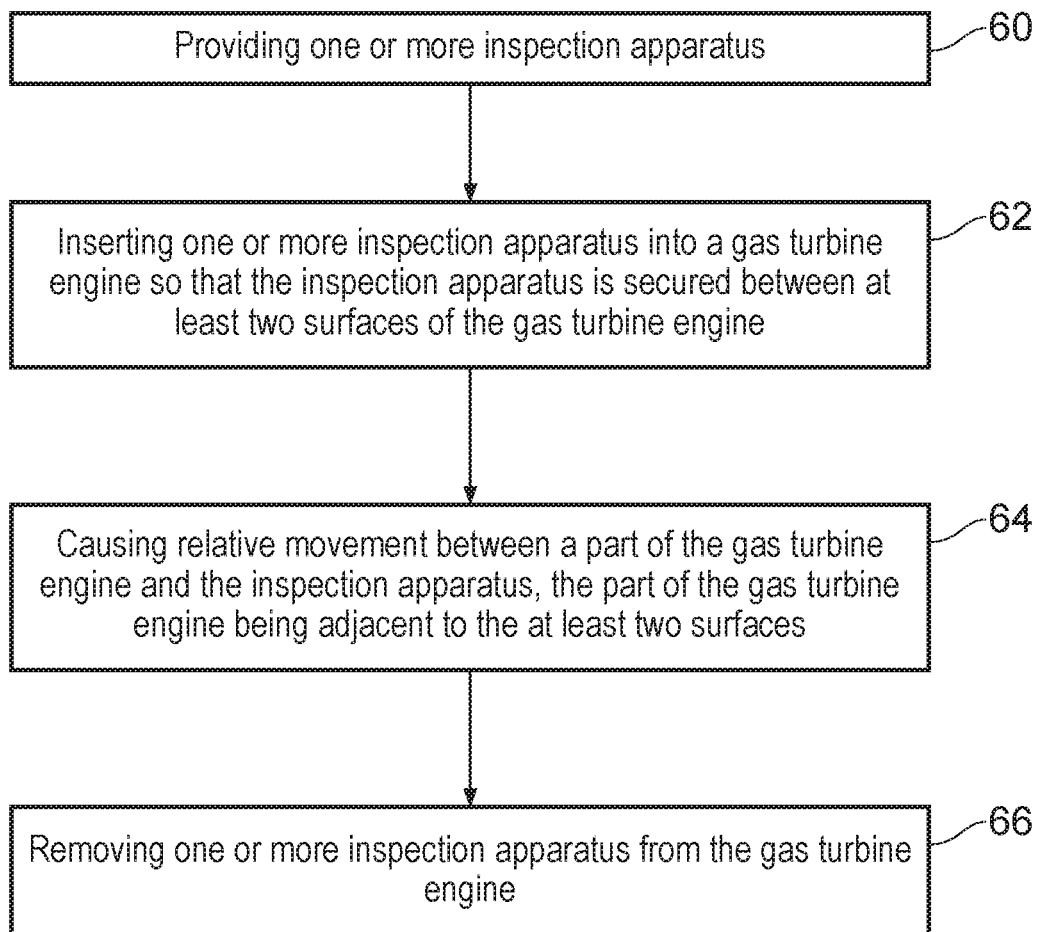 Providing one or more inspection apparatus
60
Inserting one or more inspection apparatus into a gas turbine
engine so that the inspection apparatus is secured between at
least two surfaces of the gas turbine engine
62
Causing relative movement between a part of the gas turbine
engine and the inspection apparatus, the part of the gas turbine
engine being adjacent to the at least two surfaces
64
Removing one or more inspection apparatus from the gas turbine
engine
66